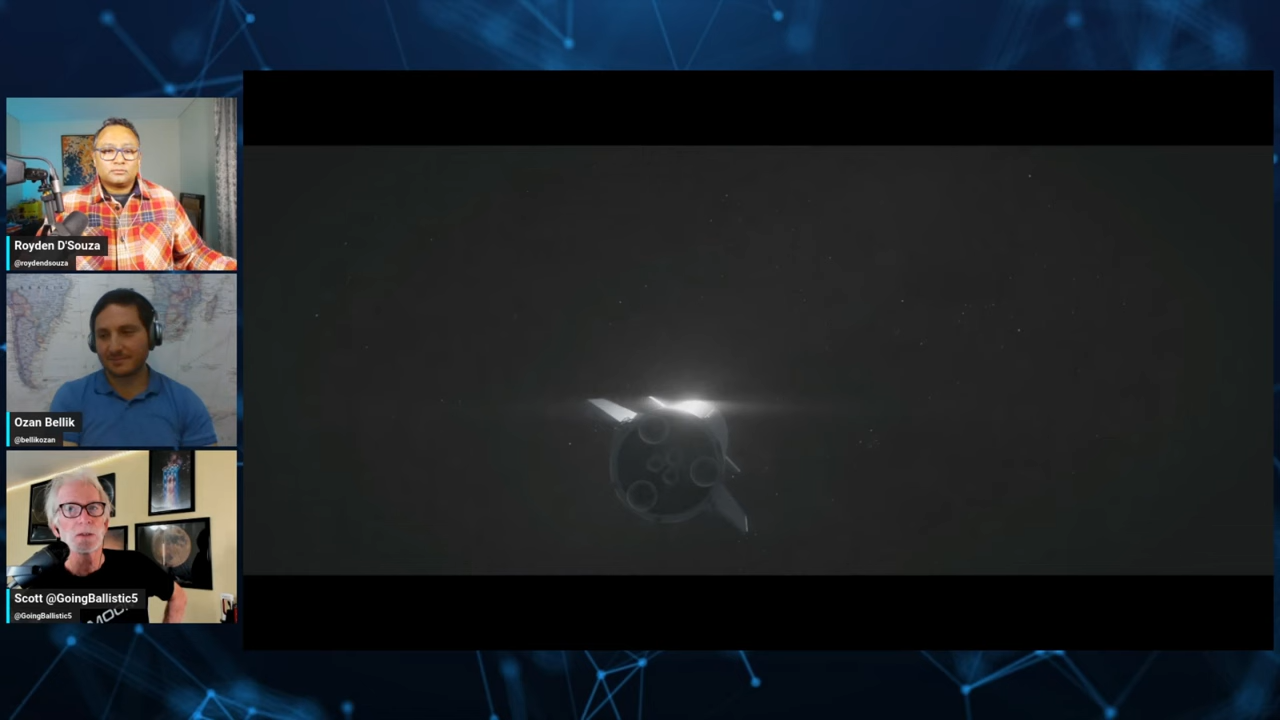 Royden D'Souza
@roydendsouza
Ozan Bellik
@bellikozan
Scott @GoingBallistic5
@GoingBallistic5